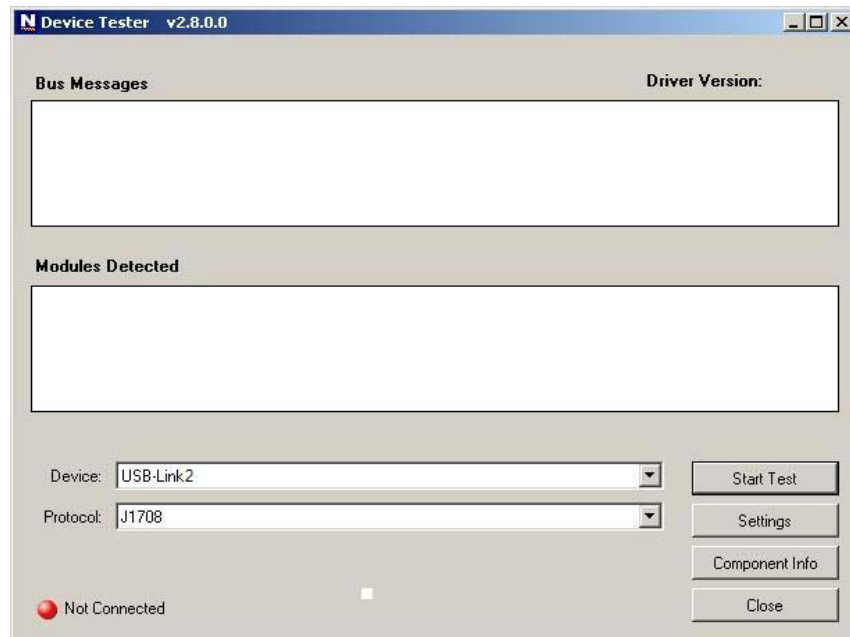 N Device Tester v2.8.0.0
Bus Messages Driver Version:
Modules Detected
Device: USB-Link2 Start Test
Protocol: J1708 Settings
Component Info
Not Connected Close